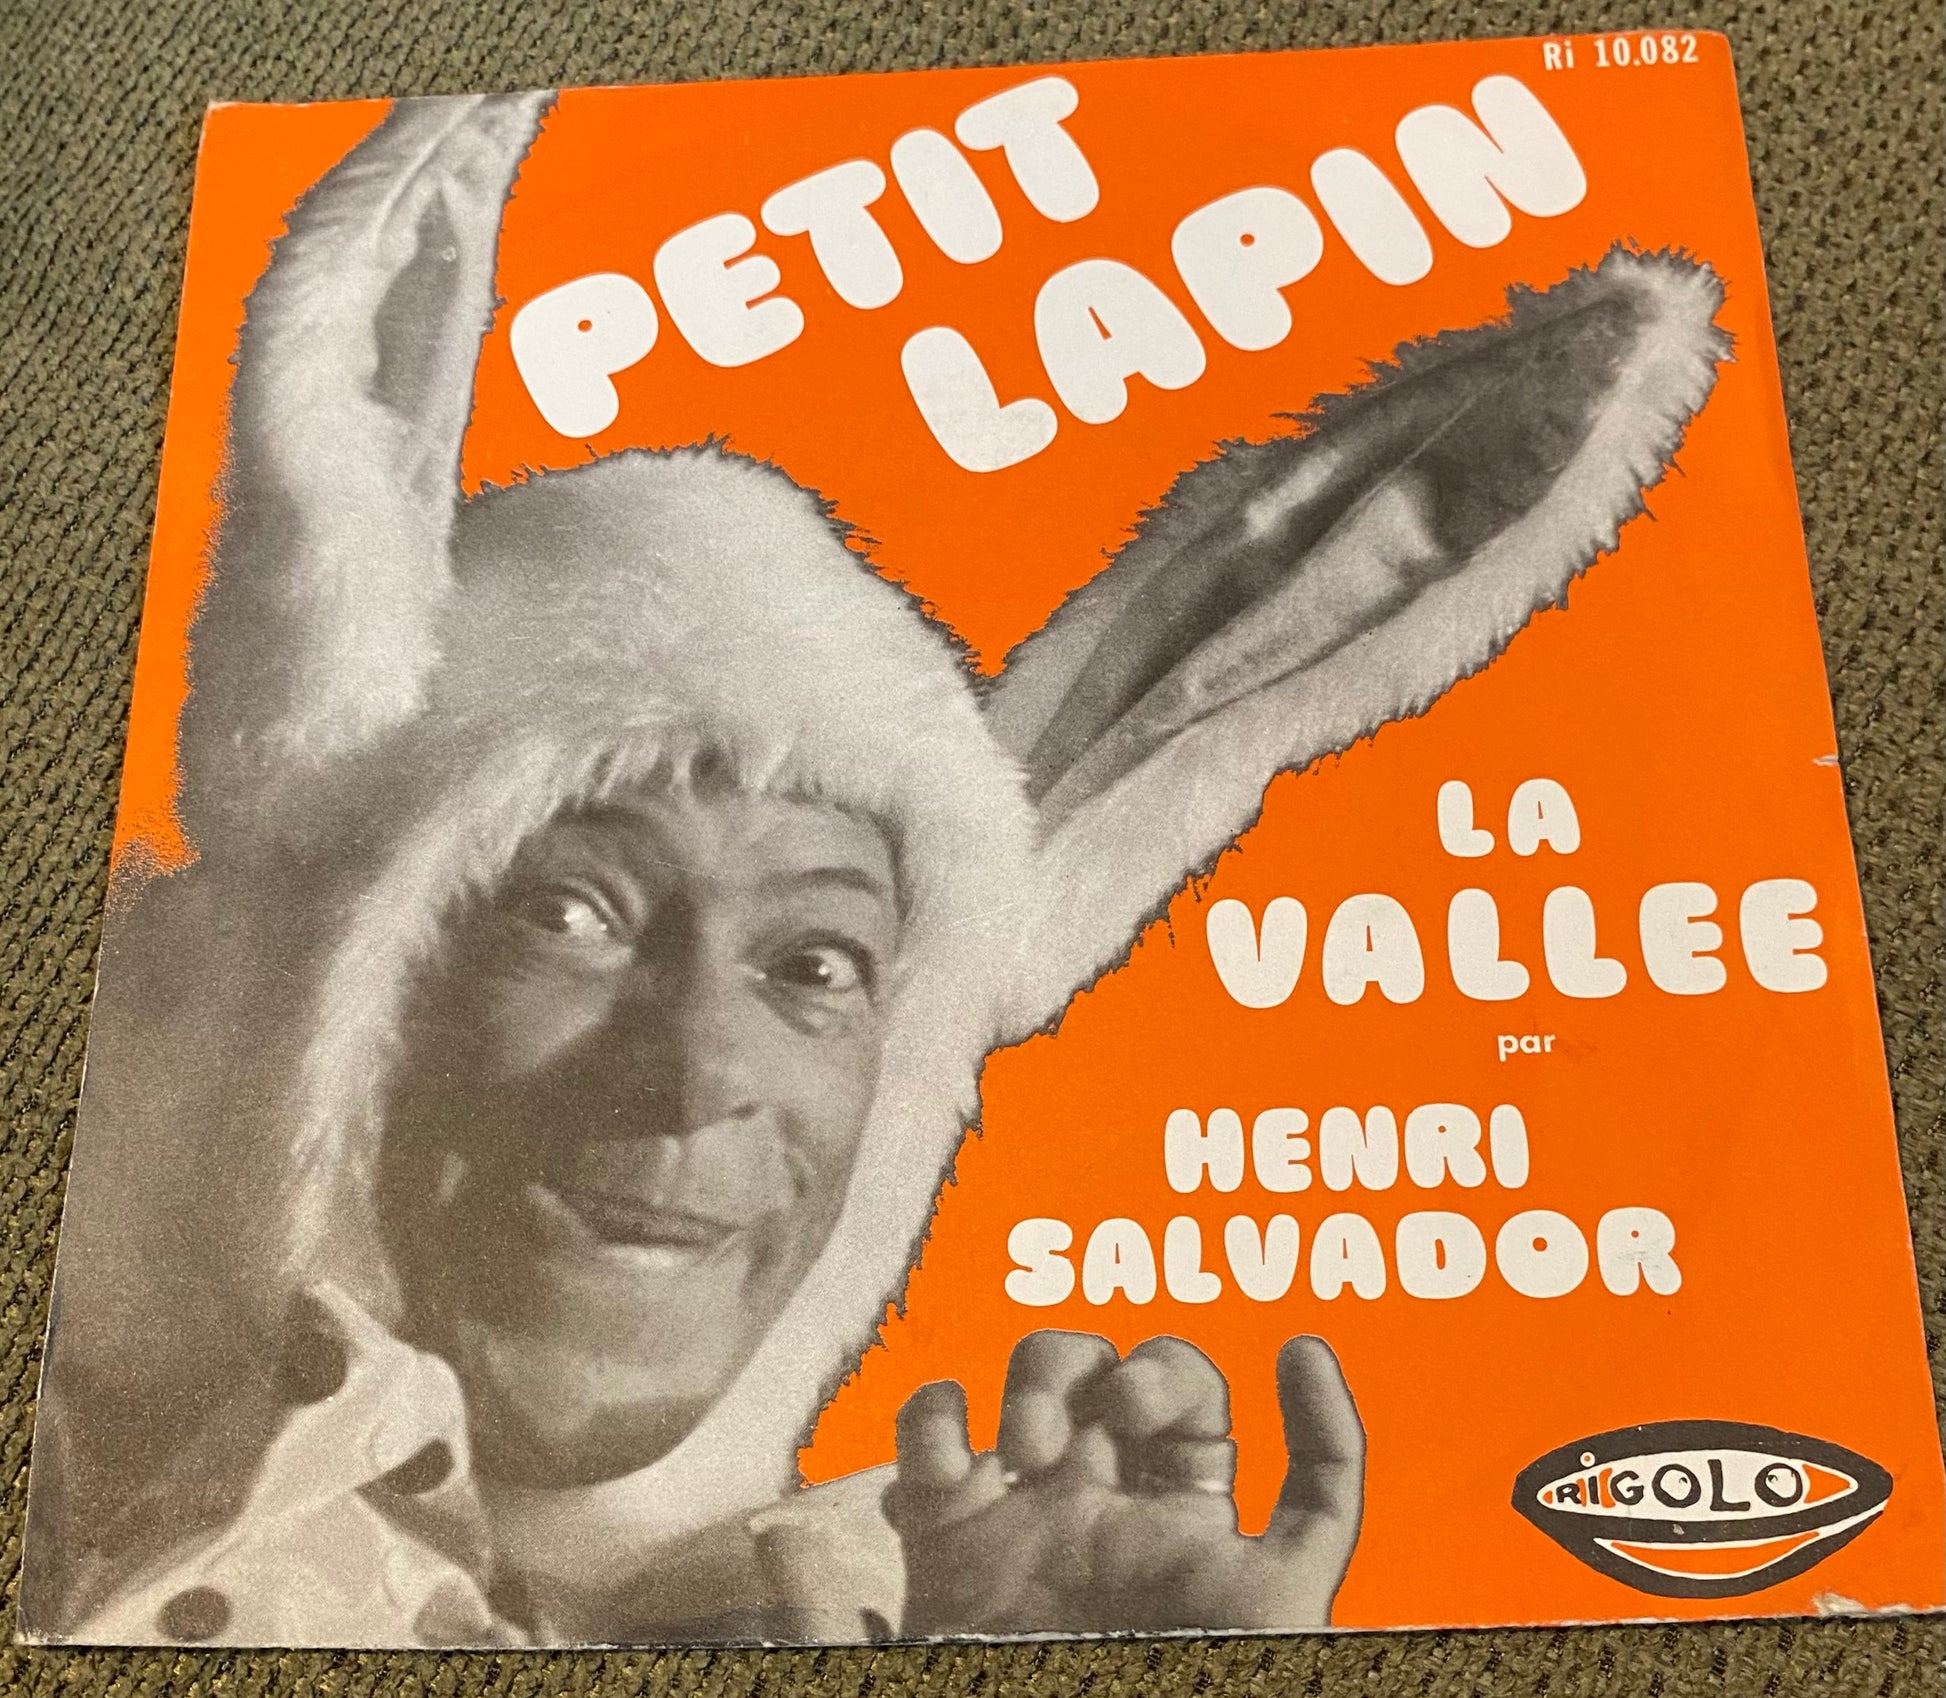 Ri 10.082
PETIT
LAPIN
LA
VALLEE
par
HENRI
SALVADOR
RiGOLO